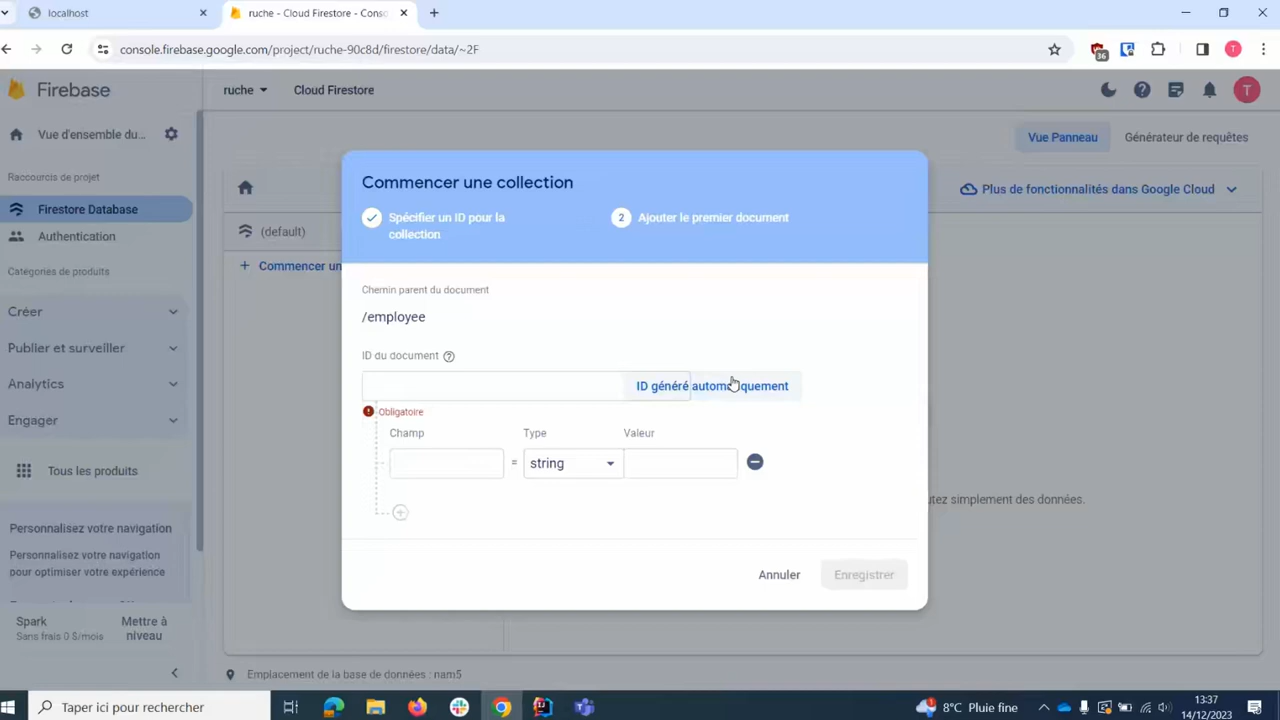 localhost
ruche - Cloud Firestore - Conso
console.firebase.google.com/project/ruche-90c8d/firestore/data/~2F
36
T
Firebase
ruche
Cloud Firestore
T
Vue d'ensemble du...
Vue Panneau
Générateur de requêtes
Raccourcis de projet
Firestore Database
Authentication
Catégories de produits
Créer
Publier et surveiller
Analytics
Engager
Tous les produits
Personnalisez votre navigation
Personnalisez votre expérience
pour optimiser votre expérience
Spark
Sans frais 0 $/mois
Mettre à
niveau
Plus de fonctionnalités dans Google Cloud
(default)
Commencer un
utez simplement des données.
Emplacement de la base de données : nam5
Commencer une collection
Spécifier un ID pour la
collection
2
Ajouter le premier document
Chemin parent du document
/employee
ID du document
ID généré automatiquement
Obligatoire
Champ
Type
Valeur
=
string
Annuler
Enregistrer
Taper ici pour rechercher
8°C Pluie fine
13:37
14/12/2023